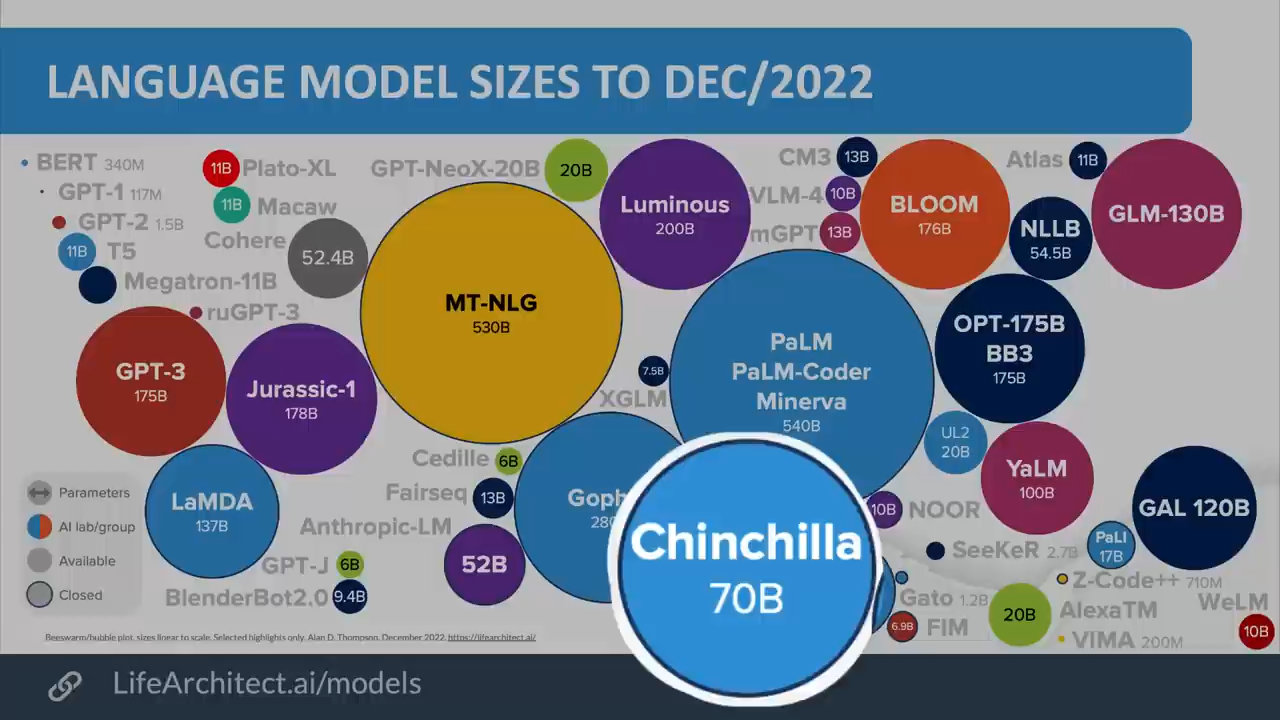 LANGUAGE MODEL SIZES TO DEC/2022
BERT 340M
GPT-1 117M
GPT-2 1.5B
11B T5
Megatron-11B
ruGPT-3
11B Plato-XL
11B Macaw
Cohere
52.4B
GPT-NeoX-20B 20B
Luminous
200B
CM3 13B
VLM-4 10B
mGPT 13B
BLOOM
176B
Atlas 11B
NLLB
54.5B
GLM-130B
MT-NLG
530B
GPT-3
175B
Jurassic-1
178B
7.5B
XGLM
PaLM
PaLM-Coder
Minerva
540B
OPT-175B
BB3
175B
UL2
20B
YaLM
100B
GAL 120B
LaMDA
137B
Cedille 6B
Fairseq 13B
Anthropic-LM
52B
GPT-J 6B
BlenderBot2.0 9.4B
Goph
28
Chinchilla
70B
10B NOOR
SeeKeR 2.7B
PaLI
17B
Gato 1.2B
6.9B FIM
Z-Code++ 710M
20B AlexaTM
VIMA 200M
WeLM
10B
Parameters
AI lab/group
Available
Closed
Beeswarm/bubble plot, sizes linear to scale. Selected highlights only. Alan D. Thompson. December 2022. https://lifearchitect.ai/
LifeArchitect.ai/models